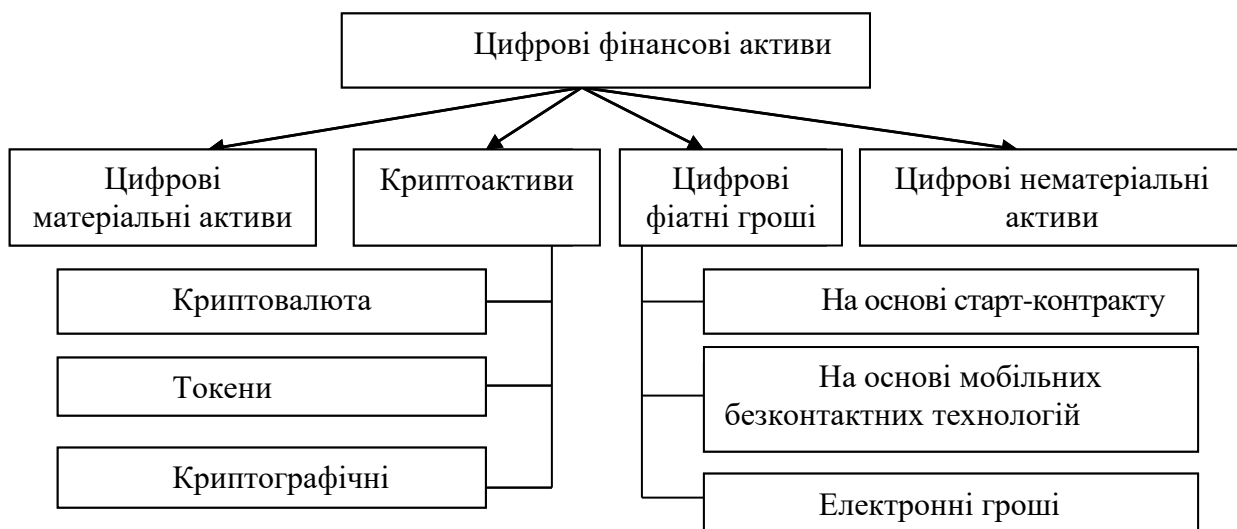 Цифрові фінансові активи
Цифрові
матеріальні активи
Криптоактиви
Цифрові
фіатні гроші
Цифрові нематеріальні
активи
Криптовалюта
Токени
Криптографічні
На основі старт-контракту
На основі мобільних
безконтактних технологій
Електронні гроші